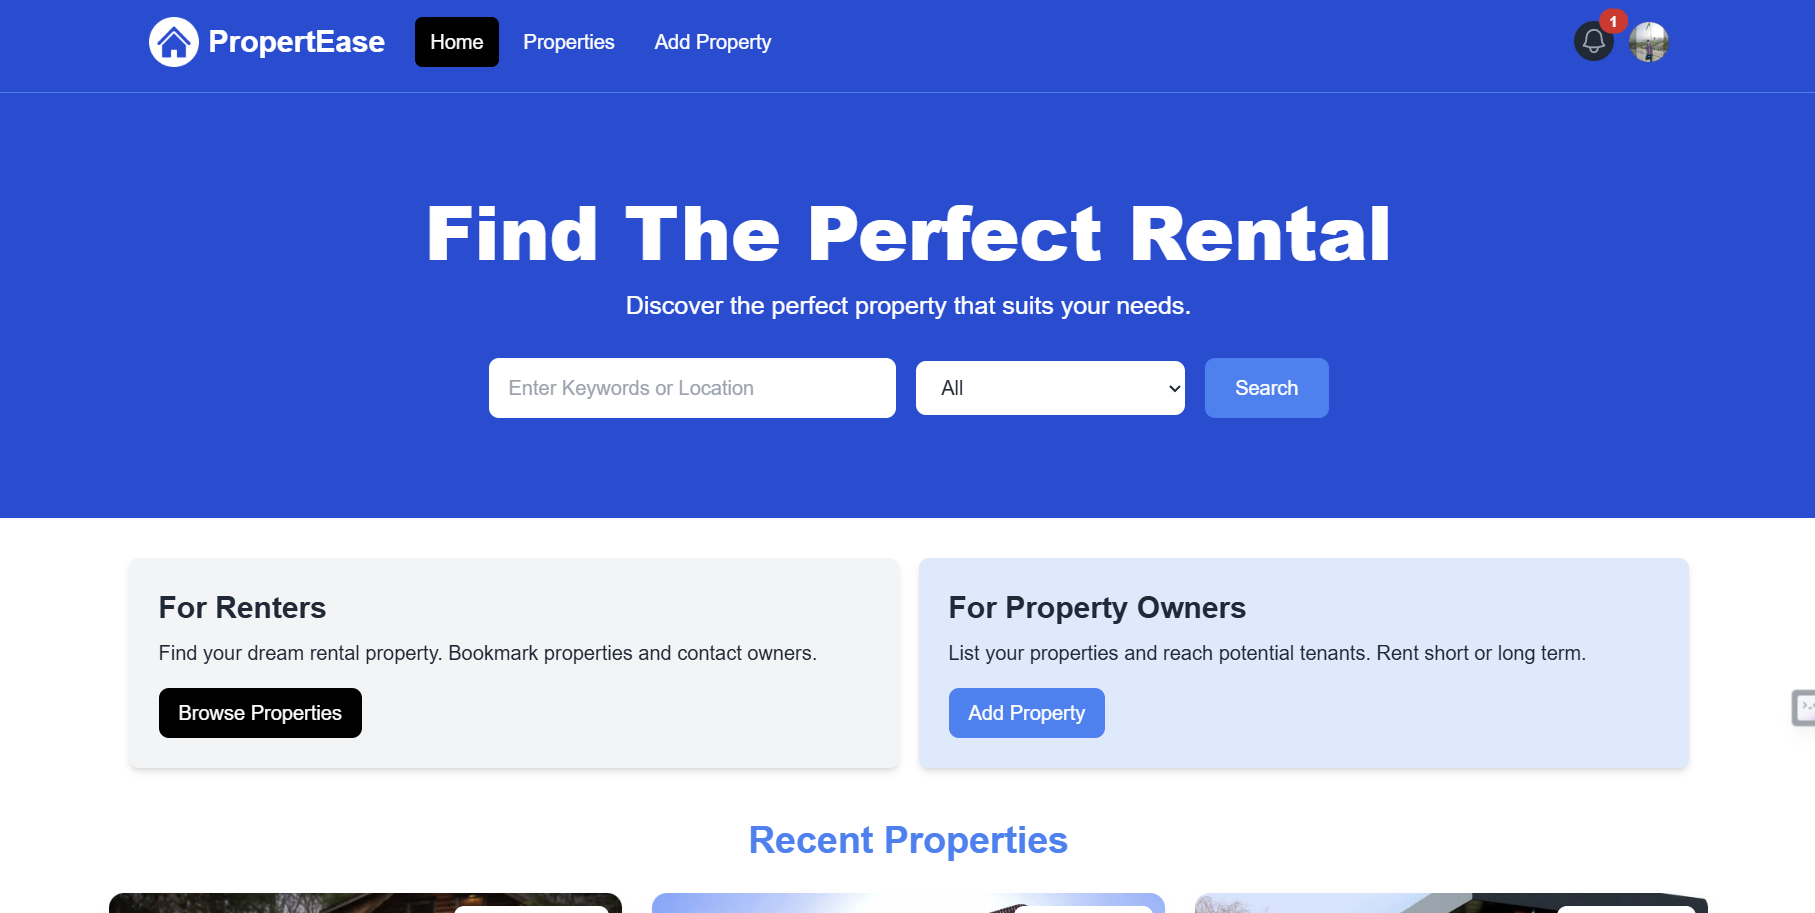 PropertEase
Home
Properties
Add Property
1
Find The Perfect Rental
Discover the perfect property that suits your needs.
Enter Keywords or Location
All
Search
For Renters
Find your dream rental property. Bookmark properties and contact owners.
Browse Properties
For Property Owners
List your properties and reach potential tenants. Rent short or long term.
Add Property
Recent Properties